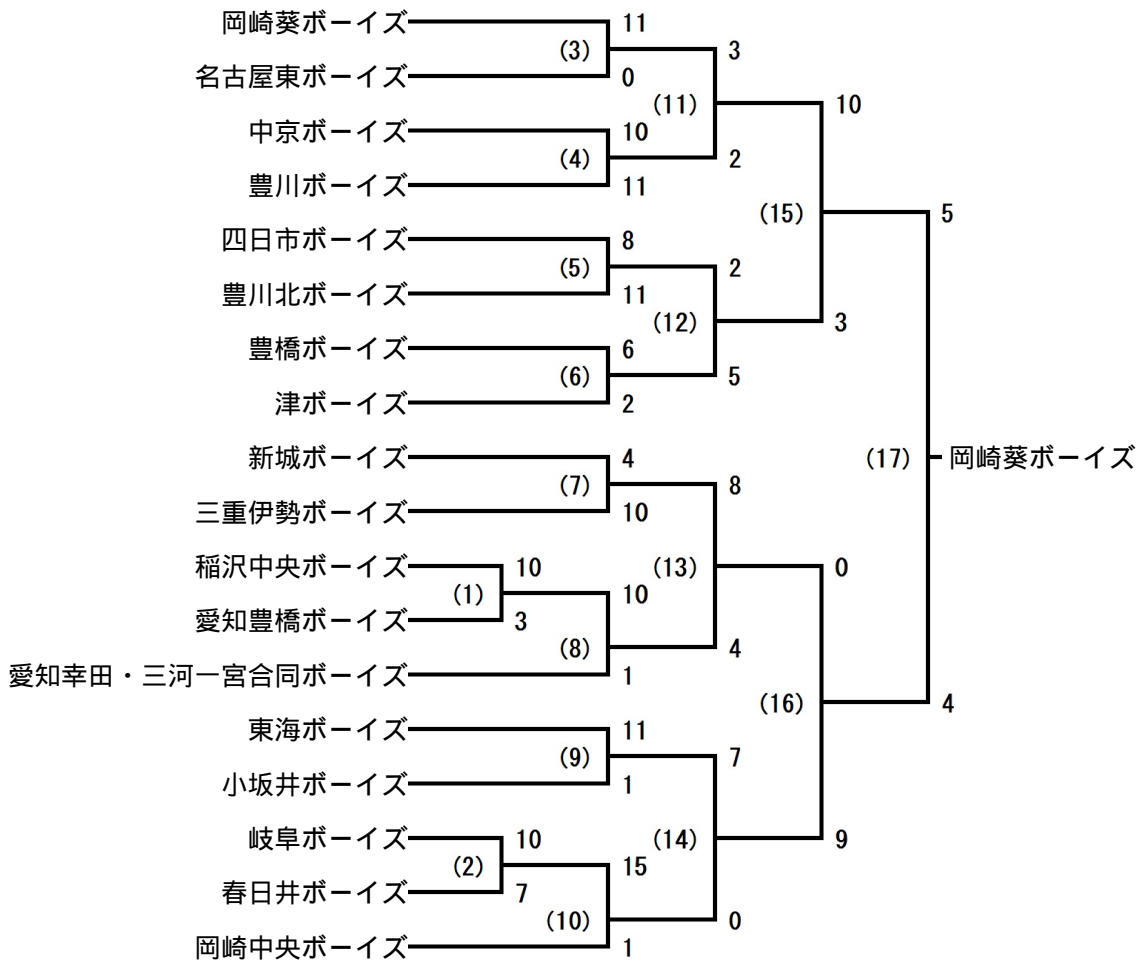 岡崎葵ボーイズ 11
(3) 3
名古屋東ボーイズ 0
(11) 10
中京ボーイズ 10
(4) 2
豊川ボーイズ 11
(15) 5
四日市ボーイズ 8
(5) 2
豊川北ボーイズ 11
(12) 3
豊橋ボーイズ 6
(6) 5
津ボーイズ 2
新城ボーイズ 4
(17) 岡崎葵ボーイズ
(7) 8
三重伊勢ボーイズ 10
稲沢中央ボーイズ 10
(13) 0
(1) 10
愛知豊橋ボーイズ 3
(8) 4
愛知幸田・三河一宮合同ボーイズ 1
(16) 4
東海ボーイズ 11
(9) 7
小坂井ボーイズ 1
岐阜ボーイズ 10
(14) 9
(2) 15
春日井ボーイズ 7
(10) 0
岡崎中央ボーイズ 1